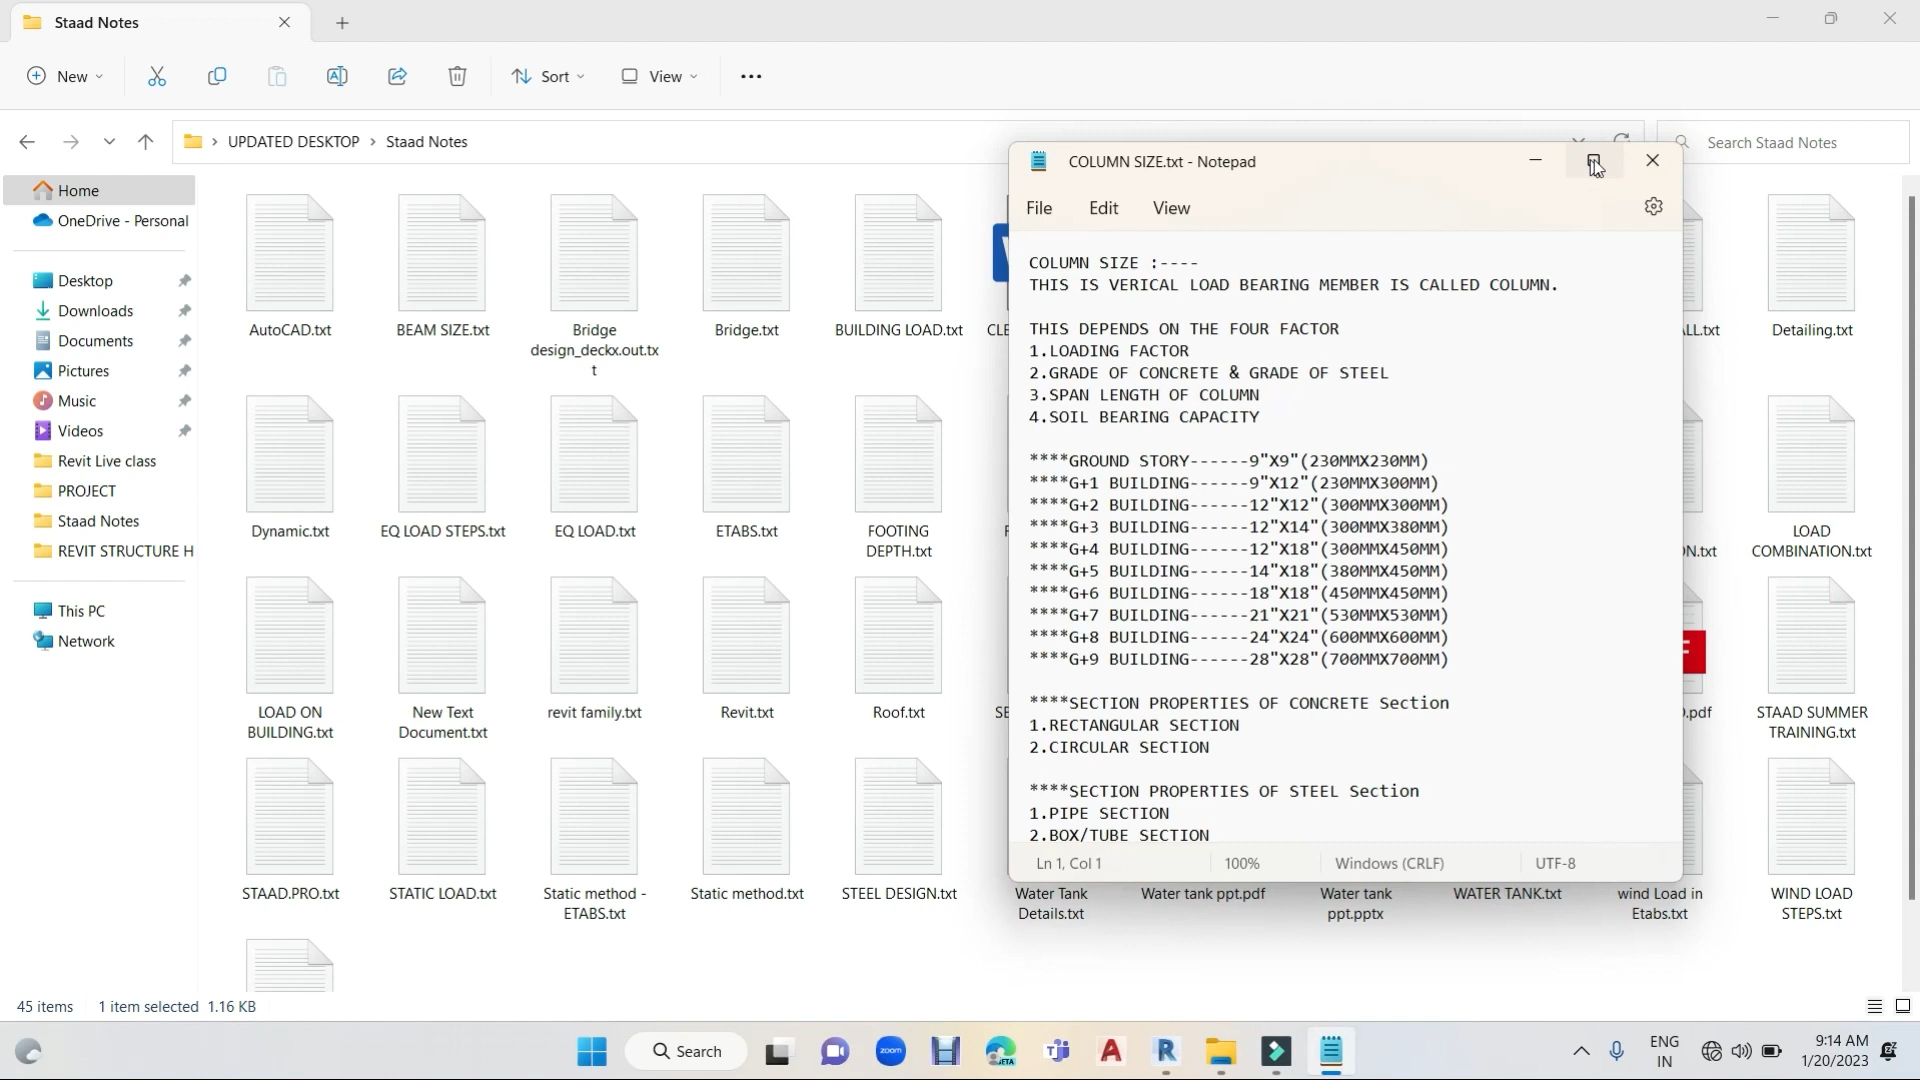 Staad Notes
New
Sort
View
UPDATED DESKTOP
Staad Notes
Search Staad Notes
Home
OneDrive - Personal
Desktop
Downloads
Documents
Pictures
Music
Videos
Revit Live class
PROJECT
Staad Notes
REVIT STRUCTURE H
This PC
Network
AutoCAD.txt
BEAM SIZE.txt
Bridge
design_deckx.out.tx
t
Bridge.txt
BUILDING LOAD.txt
CLE
LL.txt
Detailing.txt
Dynamic.txt
EQ LOAD STEPS.txt
EQ LOAD.txt
ETABS.txt
FOOTING
DEPTH.txt
N.txt
LOAD
COMBINATION.txt
LOAD ON
BUILDING.txt
New Text
Document.txt
revit family.txt
Revit.txt
Roof.txt
SE
).pdf
STAAD SUMMER
TRAINING.txt
STAAD.PRO.txt
STATIC LOAD.txt
Static method -
ETABS.txt
Static method.txt
STEEL DESIGN.txt
Water Tank
Details.txt
Water tank ppt.pdf
Water tank
ppt.pptx
WATER TANK.txt
wind Load in
Etabs.txt
WIND LOAD
STEPS.txt
COLUMN SIZE.txt - Notepad
File
Edit
View
COLUMN SIZE :----
THIS IS VERICAL LOAD BEARING MEMBER IS CALLED COLUMN.
THIS DEPENDS ON THE FOUR FACTOR
1.LOADING FACTOR
2.GRADE OF CONCRETE & GRADE OF STEEL
3.SPAN LENGTH OF COLUMN
4.SOIL BEARING CAPACITY
****GROUND STORY------9"X9"(230MMX230MM)
****G+1 BUILDING------9"X12"(230MMX300MM)
****G+2 BUILDING------12"X12"(300MMX300MM)
****G+3 BUILDING------12"X14"(300MMX380MM)
****G+4 BUILDING------12"X18"(300MMX450MM)
****G+5 BUILDING------14"X18"(380MMX450MM)
****G+6 BUILDING------18"X18"(450MMX450MM)
****G+7 BUILDING------21"X21"(530MMX530MM)
****G+8 BUILDING------24"X24"(600MMX600MM)
****G+9 BUILDING------28"X28"(700MMX700MM)
****SECTION PROPERTIES OF CONCRETE Section
1.RECTANGULAR SECTION
2.CIRCULAR SECTION
****SECTION PROPERTIES OF STEEL Section
1.PIPE SECTION
2.BOX/TUBE SECTION
Ln 1, Col 1
100%
Windows (CRLF)
UTF-8
45 items
1 item selected 1.16 KB
Search
zoom
BETA
ENG
IN
9:14 AM
1/20/2023